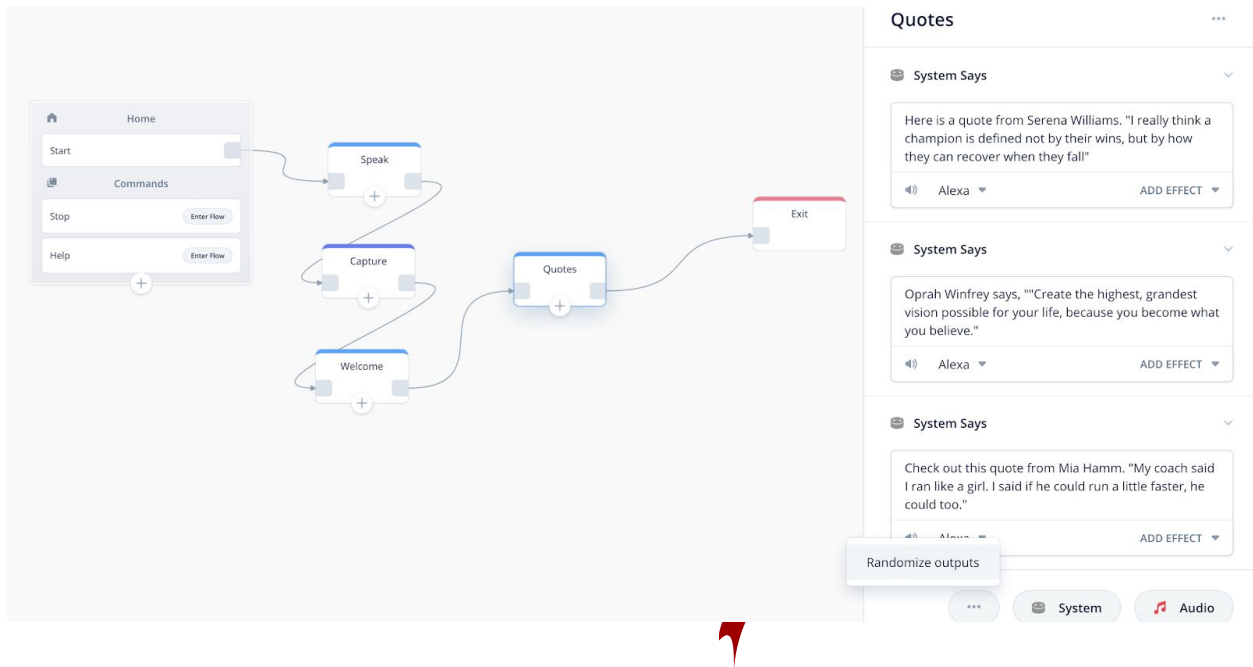 Home
Start
Commands
Stop
Enter Flow
Help
Enter Flow
Speak
Capture
Welcome
Quotes
Exit
Quotes
System Says
Here is a quote from Serena Williams. "I really think a
champion is defined not by their wins, but by how
they can recover when they fall"
Alexa
ADD EFFECT
System Says
Oprah Winfrey says, ""Create the highest, grandest
vision possible for your life, because you become what
you believe."
Alexa
ADD EFFECT
System Says
Check out this quote from Mia Hamm. "My coach said
I ran like a girl. I said if he could run a little faster, he
could too."
Alexa
ADD EFFECT
Randomize outputs
System
Audio